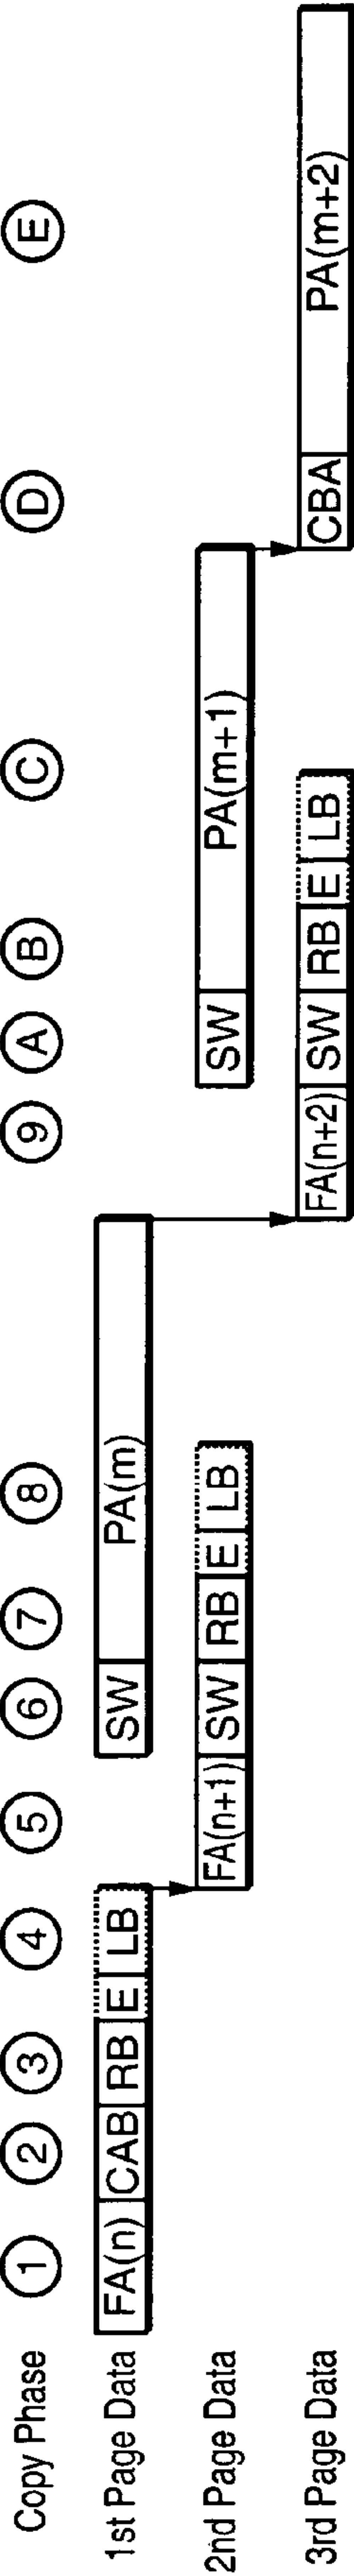 Copy Phase 1 2 3 4 5 6 7 8 9 A B C D E
1st Page Data FA(n) CAB RB E LB SW PA(m)
2nd Page Data FA(n+1) SW RB E LB SW PA(m+1)
3rd Page Data FA(n+2) SW RB E LB CBA PA(m+2)